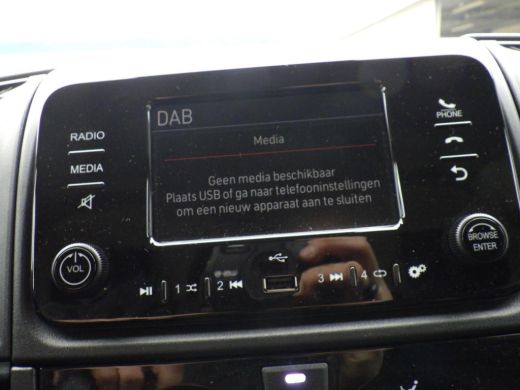 DAB
Media
Geen media beschikbaar
Plaats USB of ga naar telefooninstellingen
om een nieuw apparaat aan te sluiten
RADIO
MEDIA
VOL
PHONE
BROWSE
ENTER
1 2 3 4